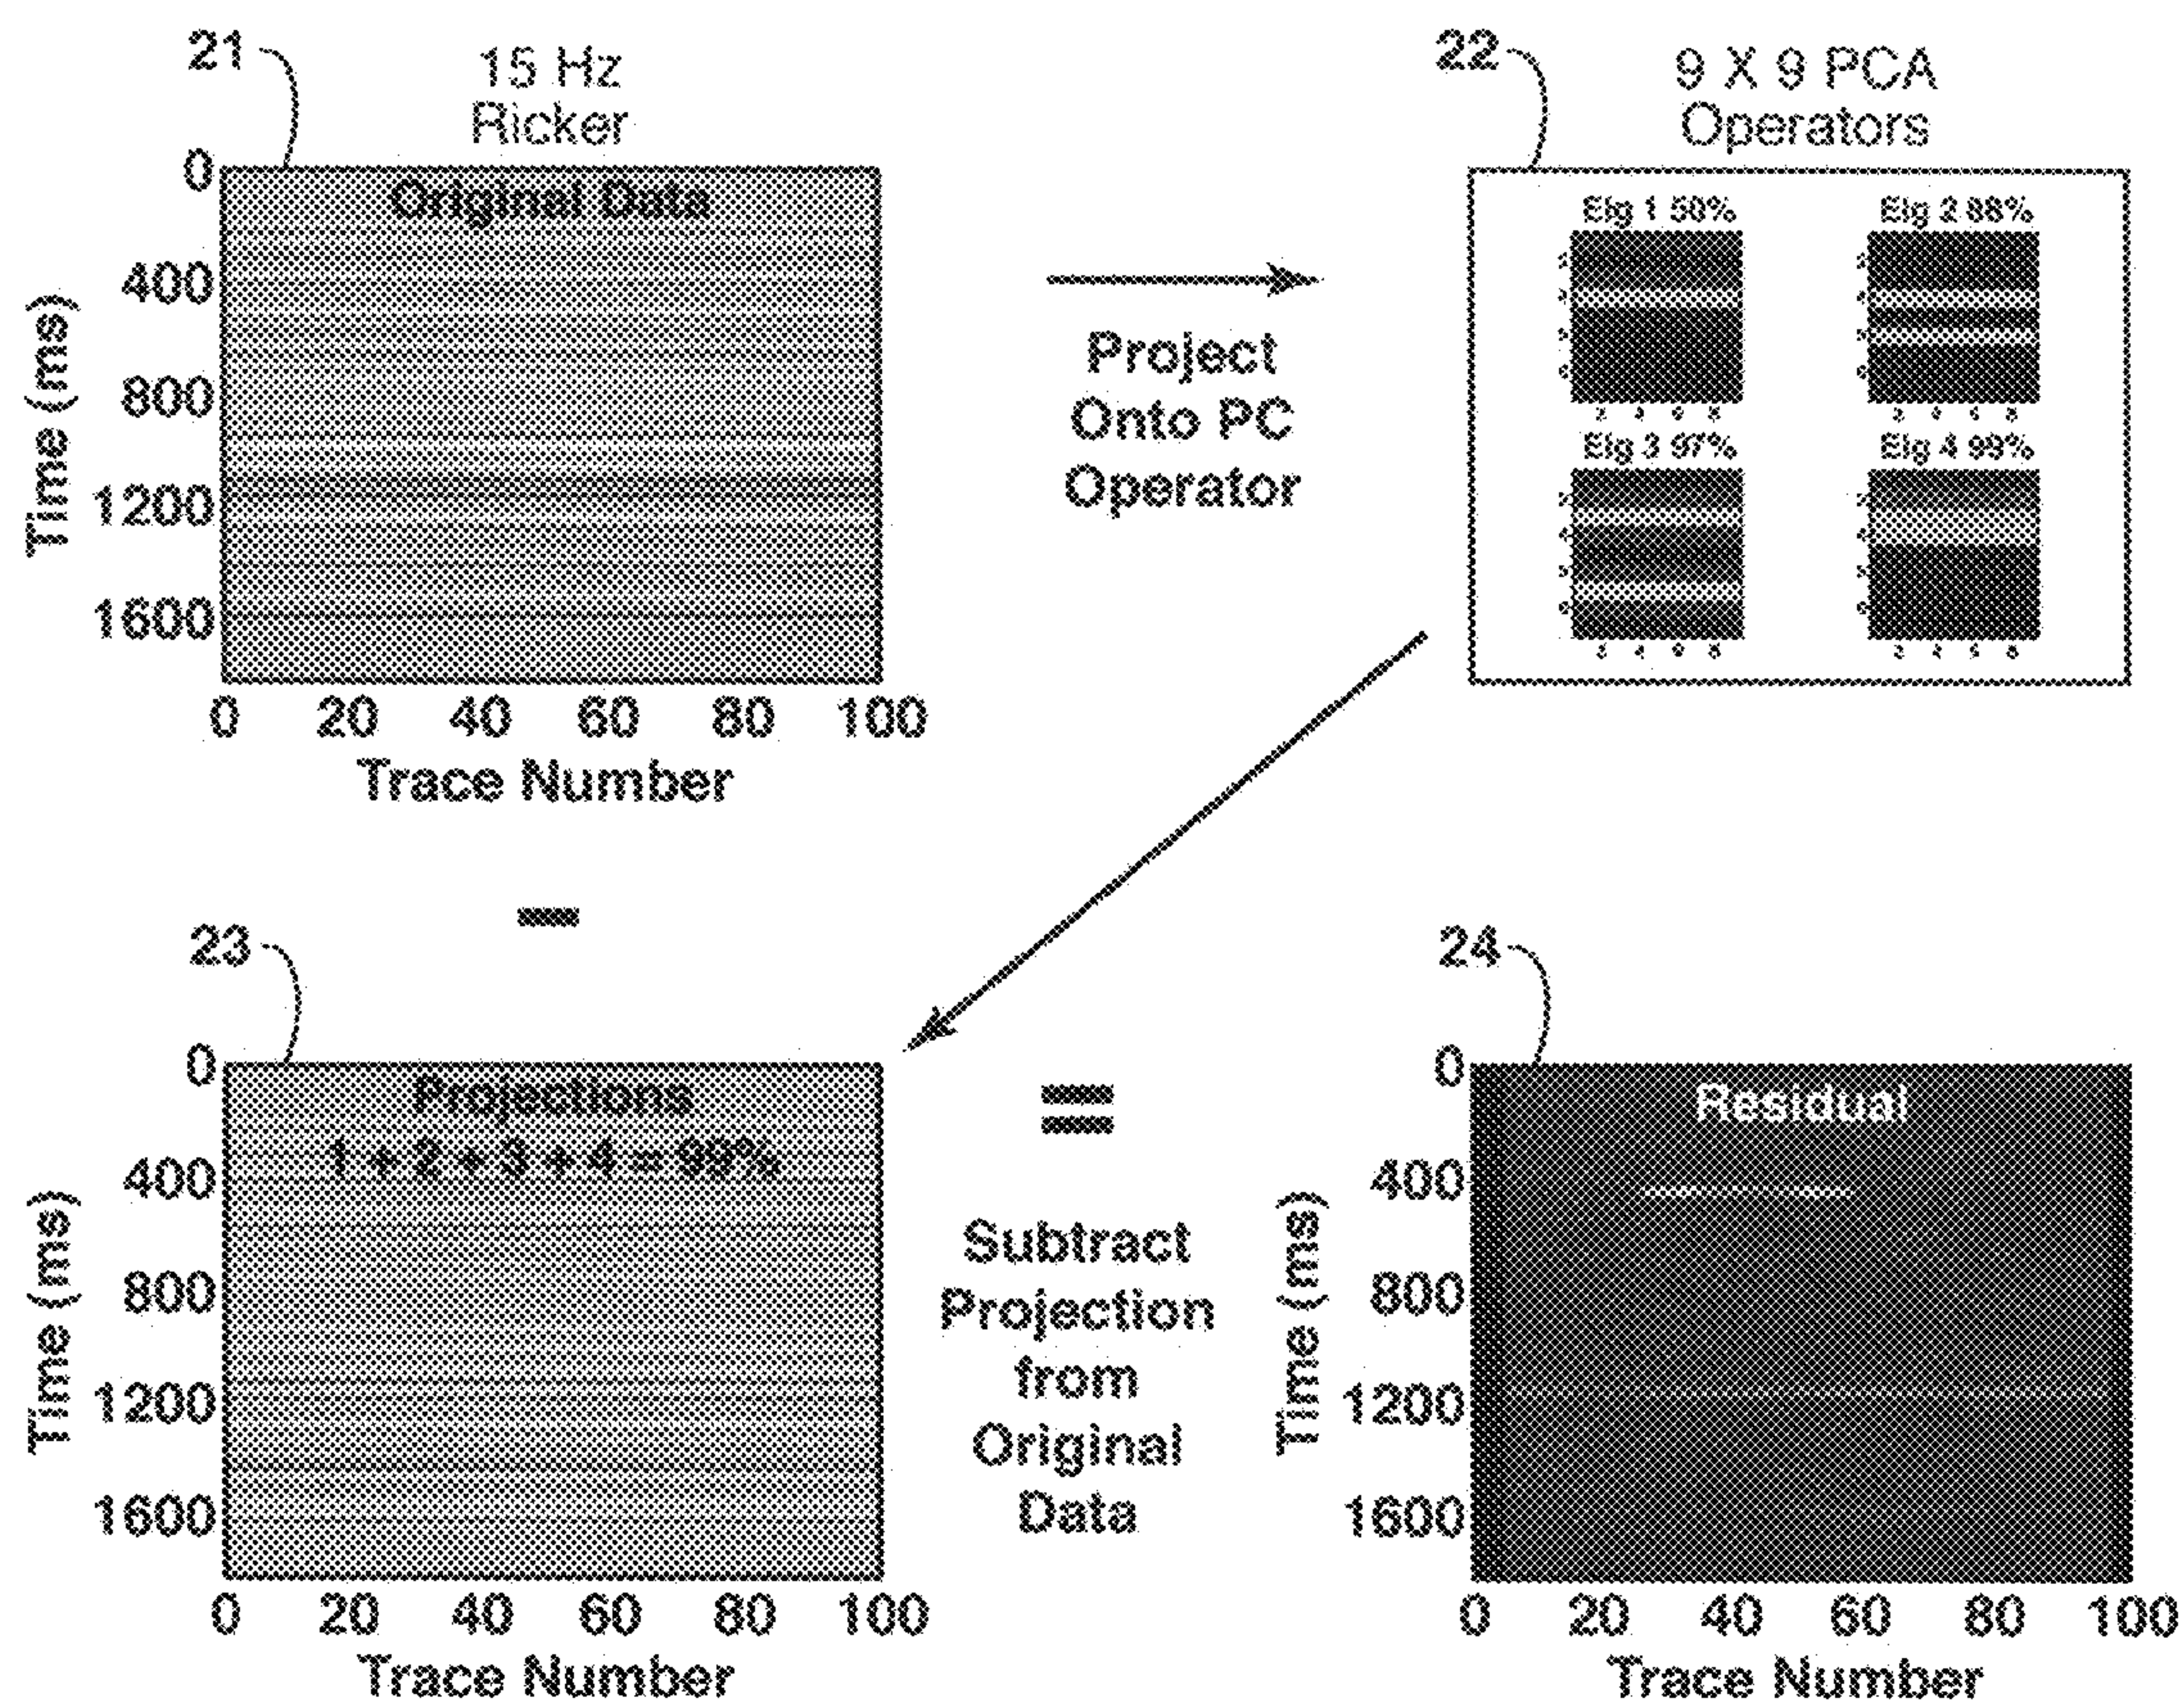 21
15 Hz
Ricker
Original Data
0
400
800
1200
1600
Time (ms)
0 20 40 60 80 100
Trace Number
Project
Onto PC
Operator
22
9 X 9 PCA
Operators
Eig 1 50%
Eig 2 88%
Eig 3 97%
Eig 4 99%
–
23
Projections
1 + 2 + 3 + 4 = 99%
0
400
800
1200
1600
Time (ms)
0 20 40 60 80 100
Trace Number
=
Subtract
Projection
from
Original
Data
24
Residual
0
400
800
1200
1600
Time (ms)
0 20 40 60 80 100
Trace Number